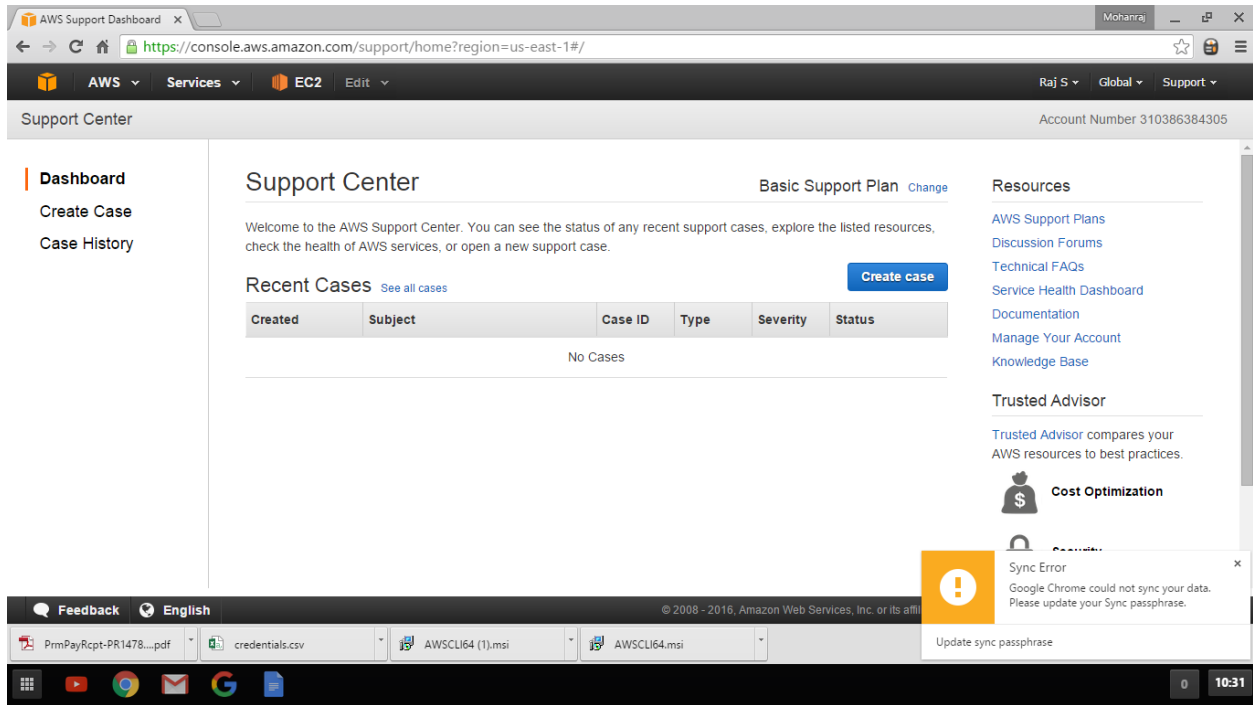 AWS Support Dashboard
Mohanraj
https://console.aws.amazon.com/support/home?region=us-east-1#/
AWS Services EC2 Edit Raj S Global Support
Support Center Account Number 310386384305
Dashboard
Create Case
Case History
Support Center
Basic Support Plan Change
Welcome to the AWS Support Center. You can see the status of any recent support cases, explore the listed resources,
check the health of AWS services, or open a new support case.
Create case
Recent Cases See all cases
Created Subject Case ID Type Severity Status
No Cases
Resources
AWS Support Plans
Discussion Forums
Technical FAQs
Service Health Dashboard
Documentation
Manage Your Account
Knowledge Base
Trusted Advisor
Trusted Advisor compares your
AWS resources to best practices.
$
Cost Optimization
Security
Sync Error
Google Chrome could not sync your data.
Please update your Sync passphrase.
Update sync passphrase
Feedback English © 2008 - 2016, Amazon Web Services, Inc. or its affil
PrmPayRcpt-PR1478....pdf credentials.csv AWSCLI64 (1).msi AWSCLI64.msi
0 10:31